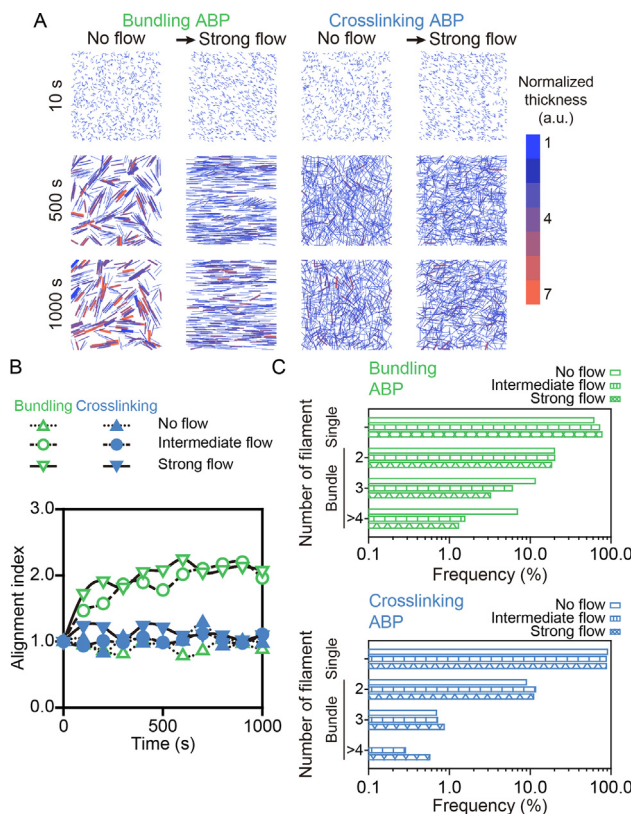 A
Bundling ABP
Crosslinking ABP
No flow
Strong flow
No flow
Strong flow
10 s
500 s
1000 s
Normalized
thickness
(a.u.)
1
4
7
B
Bundling Crosslinking
No flow
Intermediate flow
Strong flow
Alignment index
3.0
2.0
1.0
0.0
0
500
1000
Time (s)
C
Bundling
ABP
No flow
Intermediate flow
Strong flow
Number of filament
Bundle
Single
2
3
>4
0.1
1.0
10.0
100.0
Frequency (%)
Crosslinking
ABP
No flow
Intermediate flow
Strong flow
Number of filament
Bundle
Single
2
3
>4
0.1
1.0
10.0
100.0
Frequency (%)